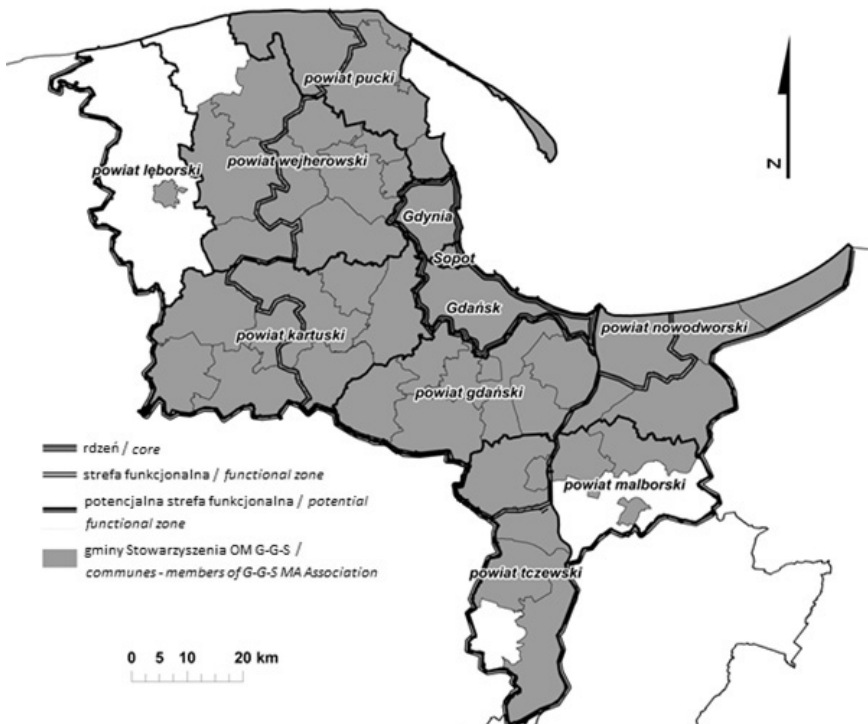 powiat pucki
powiat lęborski
powiat wejherowski
N
Gdynia
Sopot
Gdańsk
powiat nowodworski
powiat kartuski
powiat gdański
rdzeń / core
strefa funkcjonalna / functional zone
potencjalna strefa funkcjonalna / potential
functional zone
gminy Stowarzyszenia OM G-G-S /
communes - members of G-G-S MA Association
powiat malborski
powiat tczewski
0 5 10 20 km